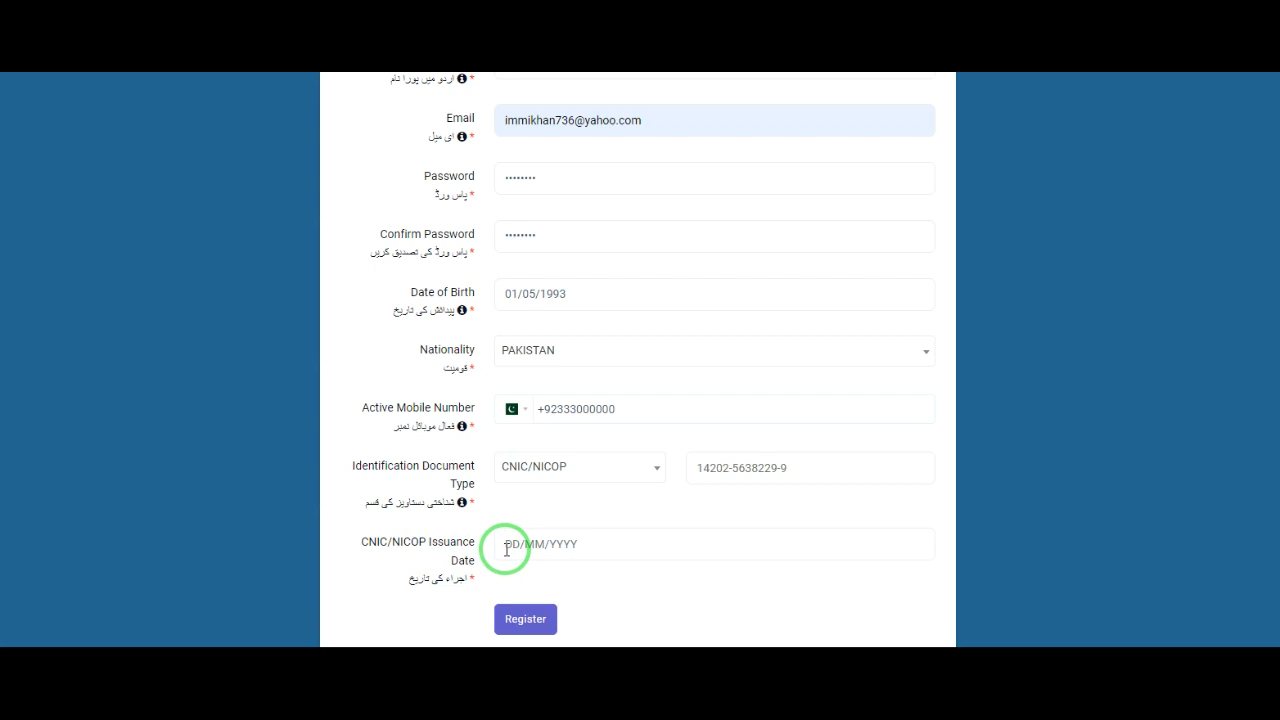 اردو میں پورا نام *
Email
immikhan736@yahoo.com
ای میل *
Password
••••••••
پاس ورڈ *
Confirm Password
••••••••
پاس ورڈ کی تصدیق کریں *
Date of Birth
01/05/1993
پیدائش کی تاریخ *
Nationality
PAKISTAN
قومیت *
Active Mobile Number
+92333000000
فعال موبائل نمبر *
Identification Document
Type
CNIC/NICOP
14202-5638229-9
شناختی دستاویز کی قسم *
CNIC/NICOP Issuance
Date
DD/MM/YYYY
اجراء کی تاریخ *
Register